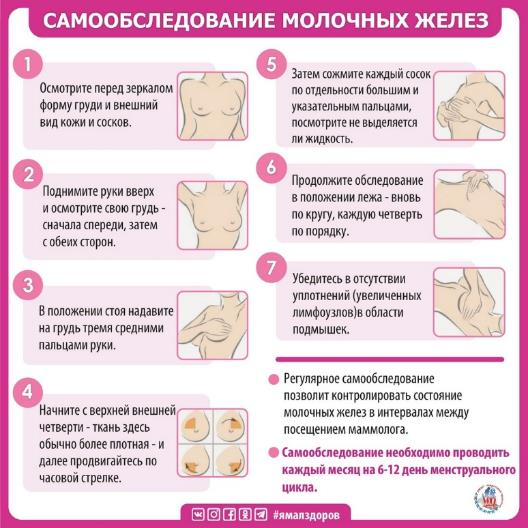 САМООБСЛЕДОВАНИЕ МОЛОЧНЫХ ЖЕЛЕЗ
1
Осмотрите перед зеркалом
форму груди и внешний
вид кожи и сосков.
2
Поднимите руки вверх
и осмотрите свою грудь -
сначала спереди, затем
с обеих сторон.
3
В положении стоя надавите
на грудь тремя средними
пальцами руки.
4
Начните с верхней внешней
четверти - ткань здесь
обычно более плотная - и
далее продвигайтесь по
часовой стрелке.
5
Затем сожмите каждый сосок
по отдельности большим и
указательным пальцами,
посмотрите не выделяется
ли жидкость.
6
Продолжите обследование
в положении лежа - вновь
по кругу, каждую четверть
по порядку.
7
Убедитесь в отсутствии
уплотнений (увеличенных
лимфоузлов)в области
подмышек.
Регулярное самообследование
позволит контролировать состояние
молочных желез в интервалах между
посещением маммолога.
Самообследование необходимо проводить
каждый месяц на 6-12 день менструального
цикла.
#ямалздоров